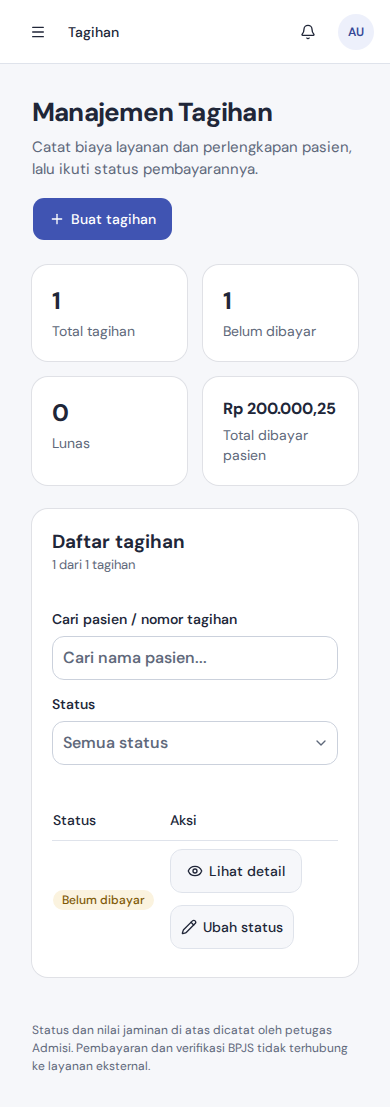 Tagihan
AU
Manajemen Tagihan
Catat biaya layanan dan perlengkapan pasien,
lalu ikuti status pembayarannya.
Buat tagihan
1
Total tagihan
1
Belum dibayar
0
Lunas
Rp 200.000,25
Total dibayar
pasien
Daftar tagihan
1 dari 1 tagihan
Cari pasien / nomor tagihan
Cari nama pasien...
Status
Semua status
Status
Aksi
Belum dibayar
Lihat detail
Ubah status
Status dan nilai jaminan di atas dicatat oleh petugas
Admisi. Pembayaran dan verifikasi BPJS tidak terhubung
ke layanan eksternal.